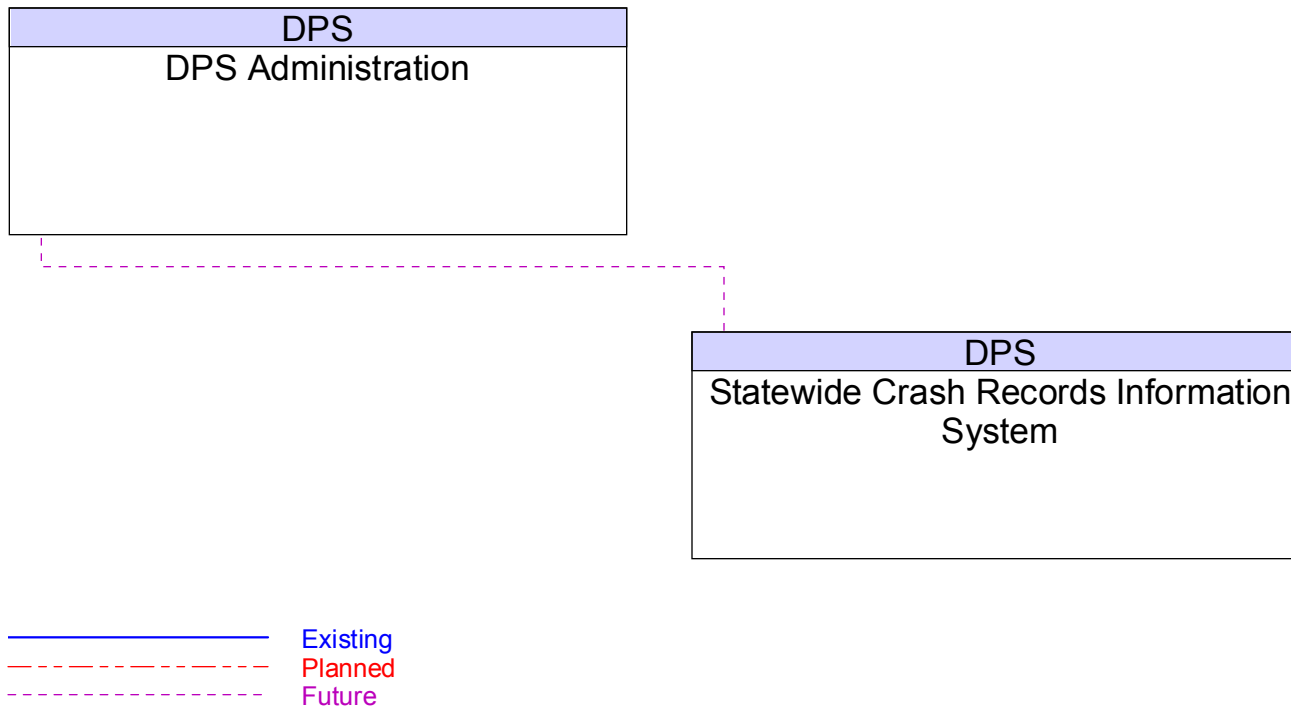 DPS
DPS Administration
DPS
Statewide Crash Records Information
System
Existing
Planned
Future